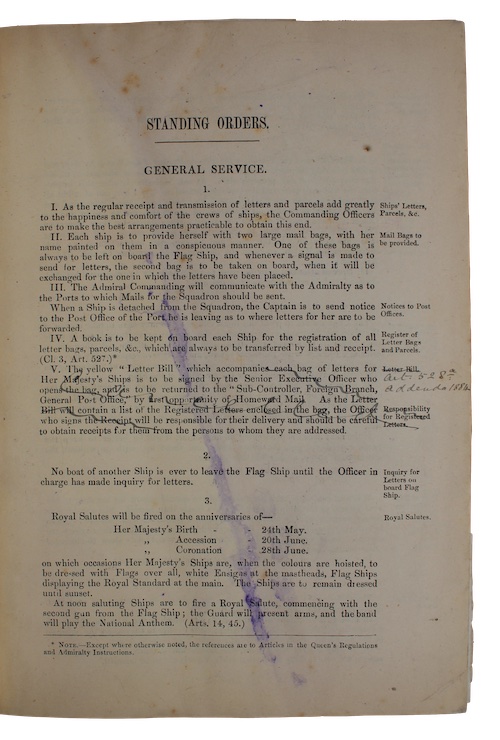 STANDING ORDERS.
GENERAL SERVICE.
1.
I. As the regular receipt and transmission of letters and parcels add greatly
to the happiness and comfort of the crews of ships, the Commanding Officers
are to make the best arrangements practicable to obtain this end.
Ships' Letters,
Parcels, &c.
II. Each ship is to provide herself with two large mail bags, with her
name painted on them in a conspicuous manner. One of these bags is
always to be left on board the Flag Ship, and whenever a signal is made to
send for letters, the second bag is to be taken on board, when it will be
exchanged for the one in which the letters have been placed.
Mail Bags to
be provided.
III. The Admiral Commanding will communicate with the Admiralty as to
the Ports to which Mails for the Squadron should be sent.
When a Ship is detached from the Squadron, the Captain is to send notice
to the Post Office of the Port he is leaving as to where letters for her are to be
forwarded.
Notices to Post
Offices.
IV. A book is to be kept on board each Ship for the registration of all
letter bags, parcels, &c., which are always to be transferred by list and receipt.
(Cl. 3, Art. 527.)*
Register of
Letter Bags
and Parcels.
V. The yellow "Letter Bill" which accompanies each bag of letters for
Her Majesty's Ships is to be signed by the Senior Executive Officer who
opens the bag, and is to be returned to the "Sub-Controller, Foreign Branch,
General Post Office," by first opportunity of Homeward Mail. As the Letter
Bill will contain a list of the Registered Letters enclosed in the bag, the Officer
who signs the Receipt will be responsible for their delivery and should be careful
to obtain receipts for them from the persons to whom they are addressed.
Letter Bill.
Art. 528
addenda
Responsibility
for Registered
Letters.
2.
No boat of another Ship is ever to leave the Flag Ship until the Officer in
charge has made inquiry for letters.
Inquiry for
Letters on
board Flag
Ship.
3.
Royal Salutes will be fired on the anniversaries of—
Royal Salutes.
Her Majesty's Birth - - 24th May.
„ Accession - 20th June.
„ Coronation - 28th June.
on which occasions Her Majesty's Ships are, when the colours are hoisted, to
be dressed with Flags over all, white Ensigns at the mastheads, Flag Ships
displaying the Royal Standard at the main. The Ships are to remain dressed
until sunset.
At noon saluting Ships are to fire a Royal Salute, commencing with the
second gun from the Flag Ship; the Guard will present arms, and the band
will play the National Anthem. (Arts. 14, 45.)
* NOTE.—Except where otherwise noted, the references are to Articles in the Queen's Regulations
and Admiralty Instructions.